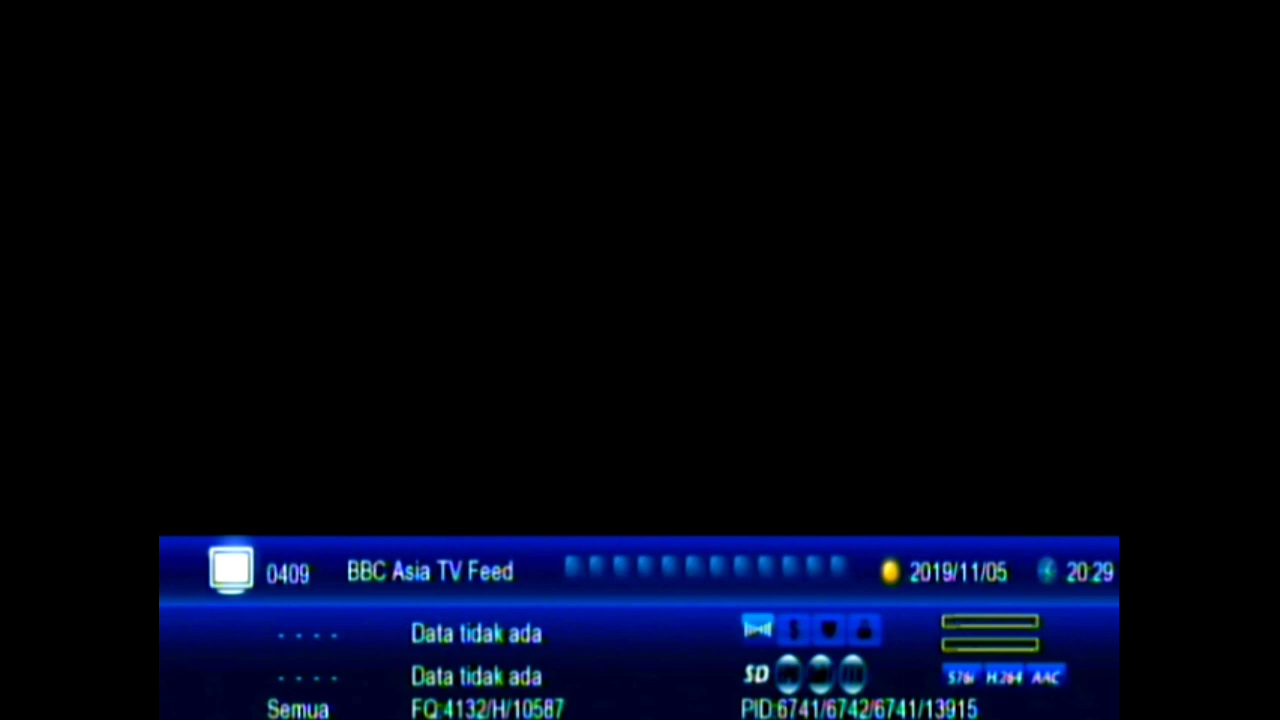 0409 BBC Asia TV Feed 2019/11/05 20:29
- - - - Data tidak ada
- - - - Data tidak ada
SD 576i H.264 AAC
Semua FQ:4132/H/10587 PID:6741/6742/6741/13915